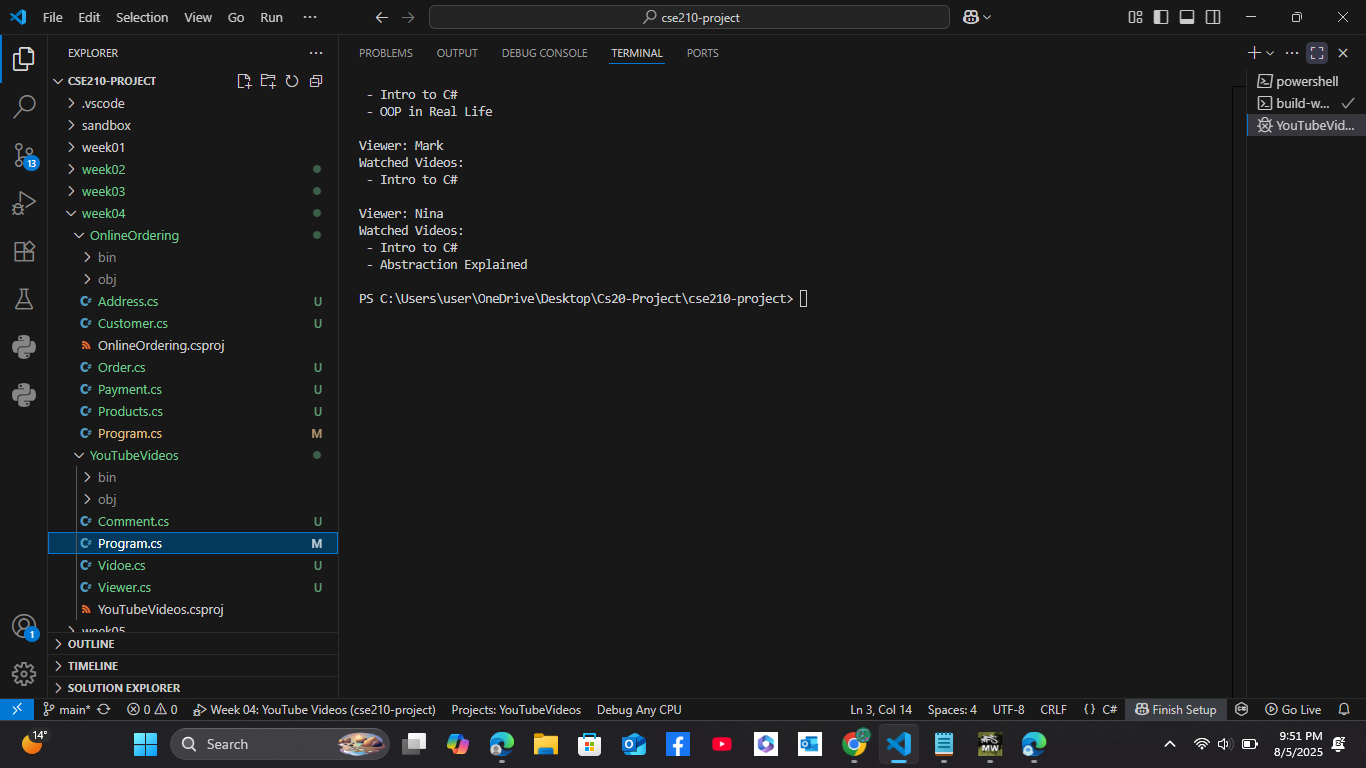 File Edit Selection View Go Run ···
cse210-project
EXPLORER
CSE210-PROJECT
.vscode
sandbox
week01
week02
week03
week04
OnlineOrdering
bin
obj
Address.cs U
Customer.cs U
OnlineOrdering.csproj
Order.cs U
Payment.cs U
Products.cs U
Program.cs M
YouTubeVideos
bin
obj
Comment.cs U
Program.cs M
Vidoe.cs U
Viewer.cs U
YouTubeVideos.csproj
week05
OUTLINE
TIMELINE
SOLUTION EXPLORER
13
1
PROBLEMS OUTPUT DEBUG CONSOLE TERMINAL PORTS
- Intro to C#
- OOP in Real Life
Viewer: Mark
Watched Videos:
- Intro to C#
Viewer: Nina
Watched Videos:
- Intro to C#
- Abstraction Explained
PS C:\Users\user\OneDrive\Desktop\Cs20-Project\cse210-project>
powershell
build-w...
YouTubeVid...
main* 0 0 Week 04: YouTube Videos (cse210-project) Projects: YouTubeVideos Debug Any CPU Ln 3, Col 14 Spaces: 4 UTF-8 CRLF {} C# Finish Setup Go Live
14°
Search
9:51 PM
8/5/2025